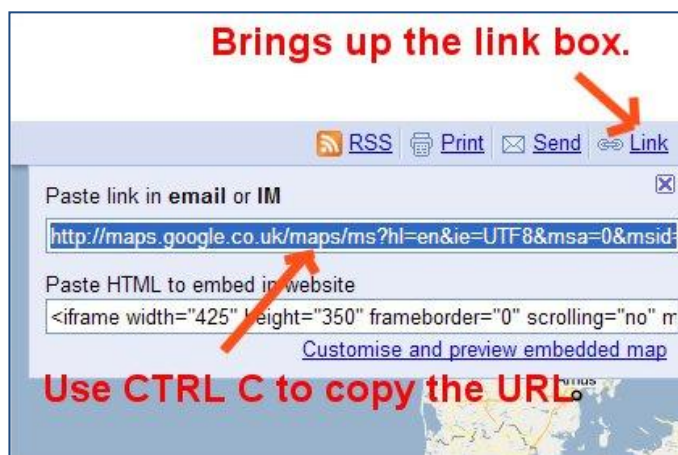 Brings up the link box.
RSS Print Send Link
Paste link in email or IM
http://maps.google.co.uk/maps/ms?hl=en&ie=UTF8&msa=0&msid=
Paste HTML to embed in website
<iframe width="425" height="350" frameborder="0" scrolling="no" m
Customise and preview embedded map
Use CTRL C to copy the URL.